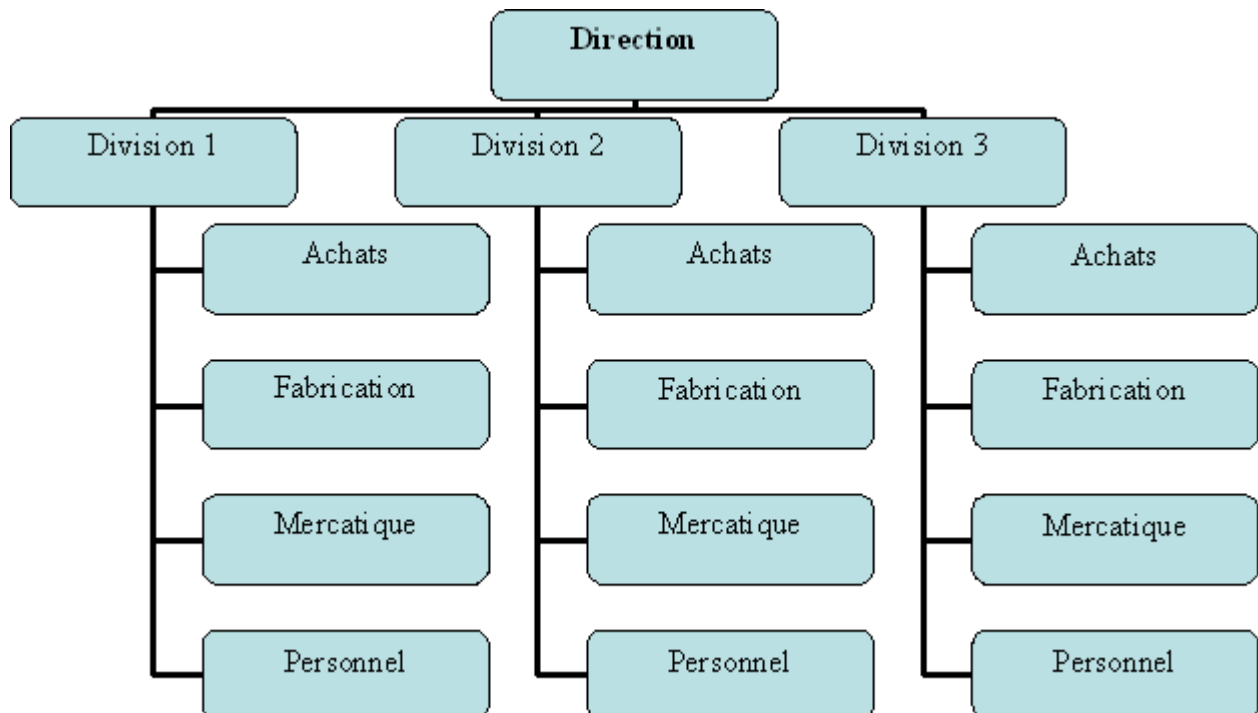 Direction
Division 1
Division 2
Division 3
Achats
Achats
Achats
Fabrication
Fabrication
Fabrication
Mercatique
Mercatique
Mercatique
Personnel
Personnel
Personnel